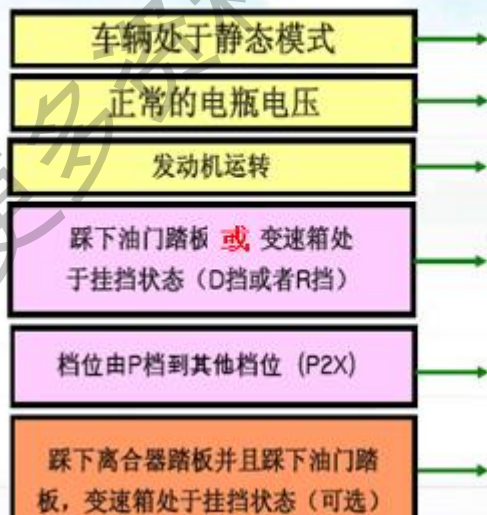 车辆处于静态模式
正常的电瓶电压
发动机运转
踩下油门踏板 或 变速箱处
于挂挡状态（D挡或者R挡）
档位由P档到其他档位（P2X）
踩下离合器踏板并且踩下油门踏
板，变速箱处于挂挡状态（可选）